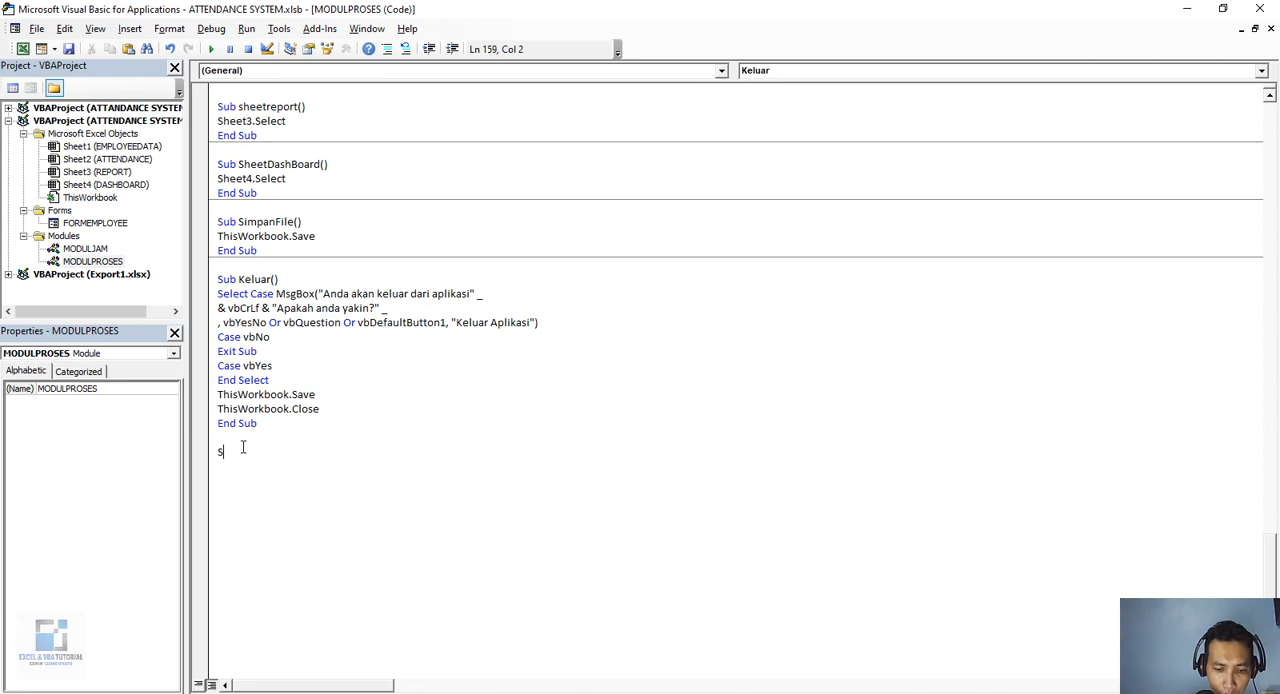 Microsoft Visual Basic for Applications - ATTENDANCE SYSTEM.xlsb - [MODULPROSES (Code)]
File Edit View Insert Format Debug Run Tools Add-Ins Window Help
Ln 159, Col 2
Project - VBAProject
(General)
Keluar
VBAProject (ATTANDANCE SYSTEM
VBAProject (ATTENDANCE SYSTEM
Microsoft Excel Objects
Sheet1 (EMPLOYEEDATA)
Sheet2 (ATTENDANCE)
Sheet3 (REPORT)
Sheet4 (DASHBOARD)
ThisWorkbook
Forms
FORMEMPLOYEE
Modules
MODULJAM
MODULPROSES
VBAProject (Export1.xlsx)
Properties - MODULPROSES
MODULPROSES Module
Alphabetic Categorized
(Name) MODULPROSES
EXCEL & VBA TUTORIAL
Sub sheetreport()
Sheet3.Select
End Sub
Sub SheetDashBoard()
Sheet4.Select
End Sub
Sub SimpanFile()
ThisWorkbook.Save
End Sub
Sub Keluar()
Select Case MsgBox("Anda akan keluar dari aplikasi" _
& vbCrLf & "Apakah anda yakin?" _
, vbYesNo Or vbQuestion Or vbDefaultButton1, "Keluar Aplikasi")
Case vbNo
Exit Sub
Case vbYes
End Select
ThisWorkbook.Save
ThisWorkbook.Close
End Sub
S